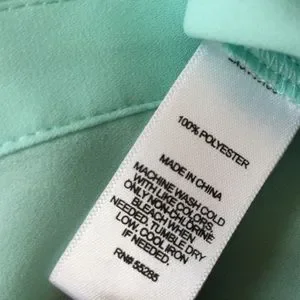 100% POLYESTER
MADE IN CHINA
MACHINE WASH COLD
WITH LIKE COLORS.
ONLY NON-CHLORINE
BLEACH WHEN
NEEDED. TUMBLE DRY
LOW. COOL IRON
IF NEEDED.
RN# 55285